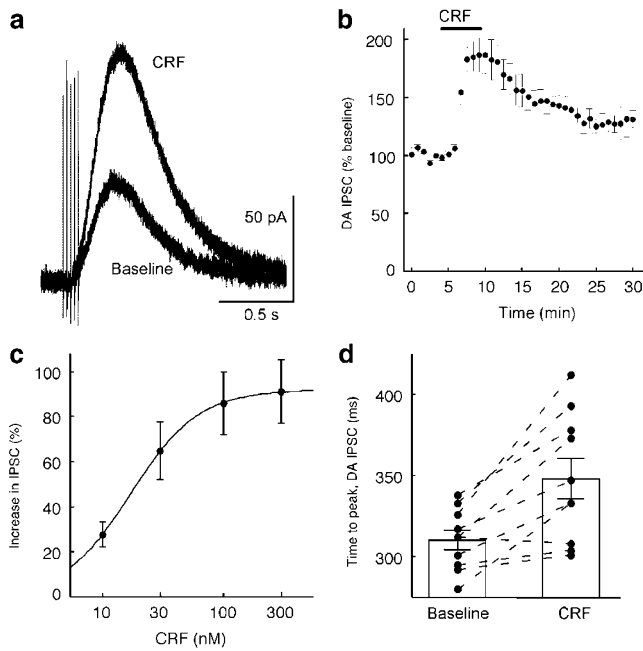 a
CRF
50 pA
Baseline
0.5 s
b
CRF
DA IPSC (% baseline)
200
150
100
50
0
0 5 10 15 20 25 30
Time (min)
c
Increase in IPSC (%)
100
80
60
40
20
0
10 30 100 300
CRF (nM)
d
Time to peak, DA IPSC (ms)
400
350
300
Baseline CRF